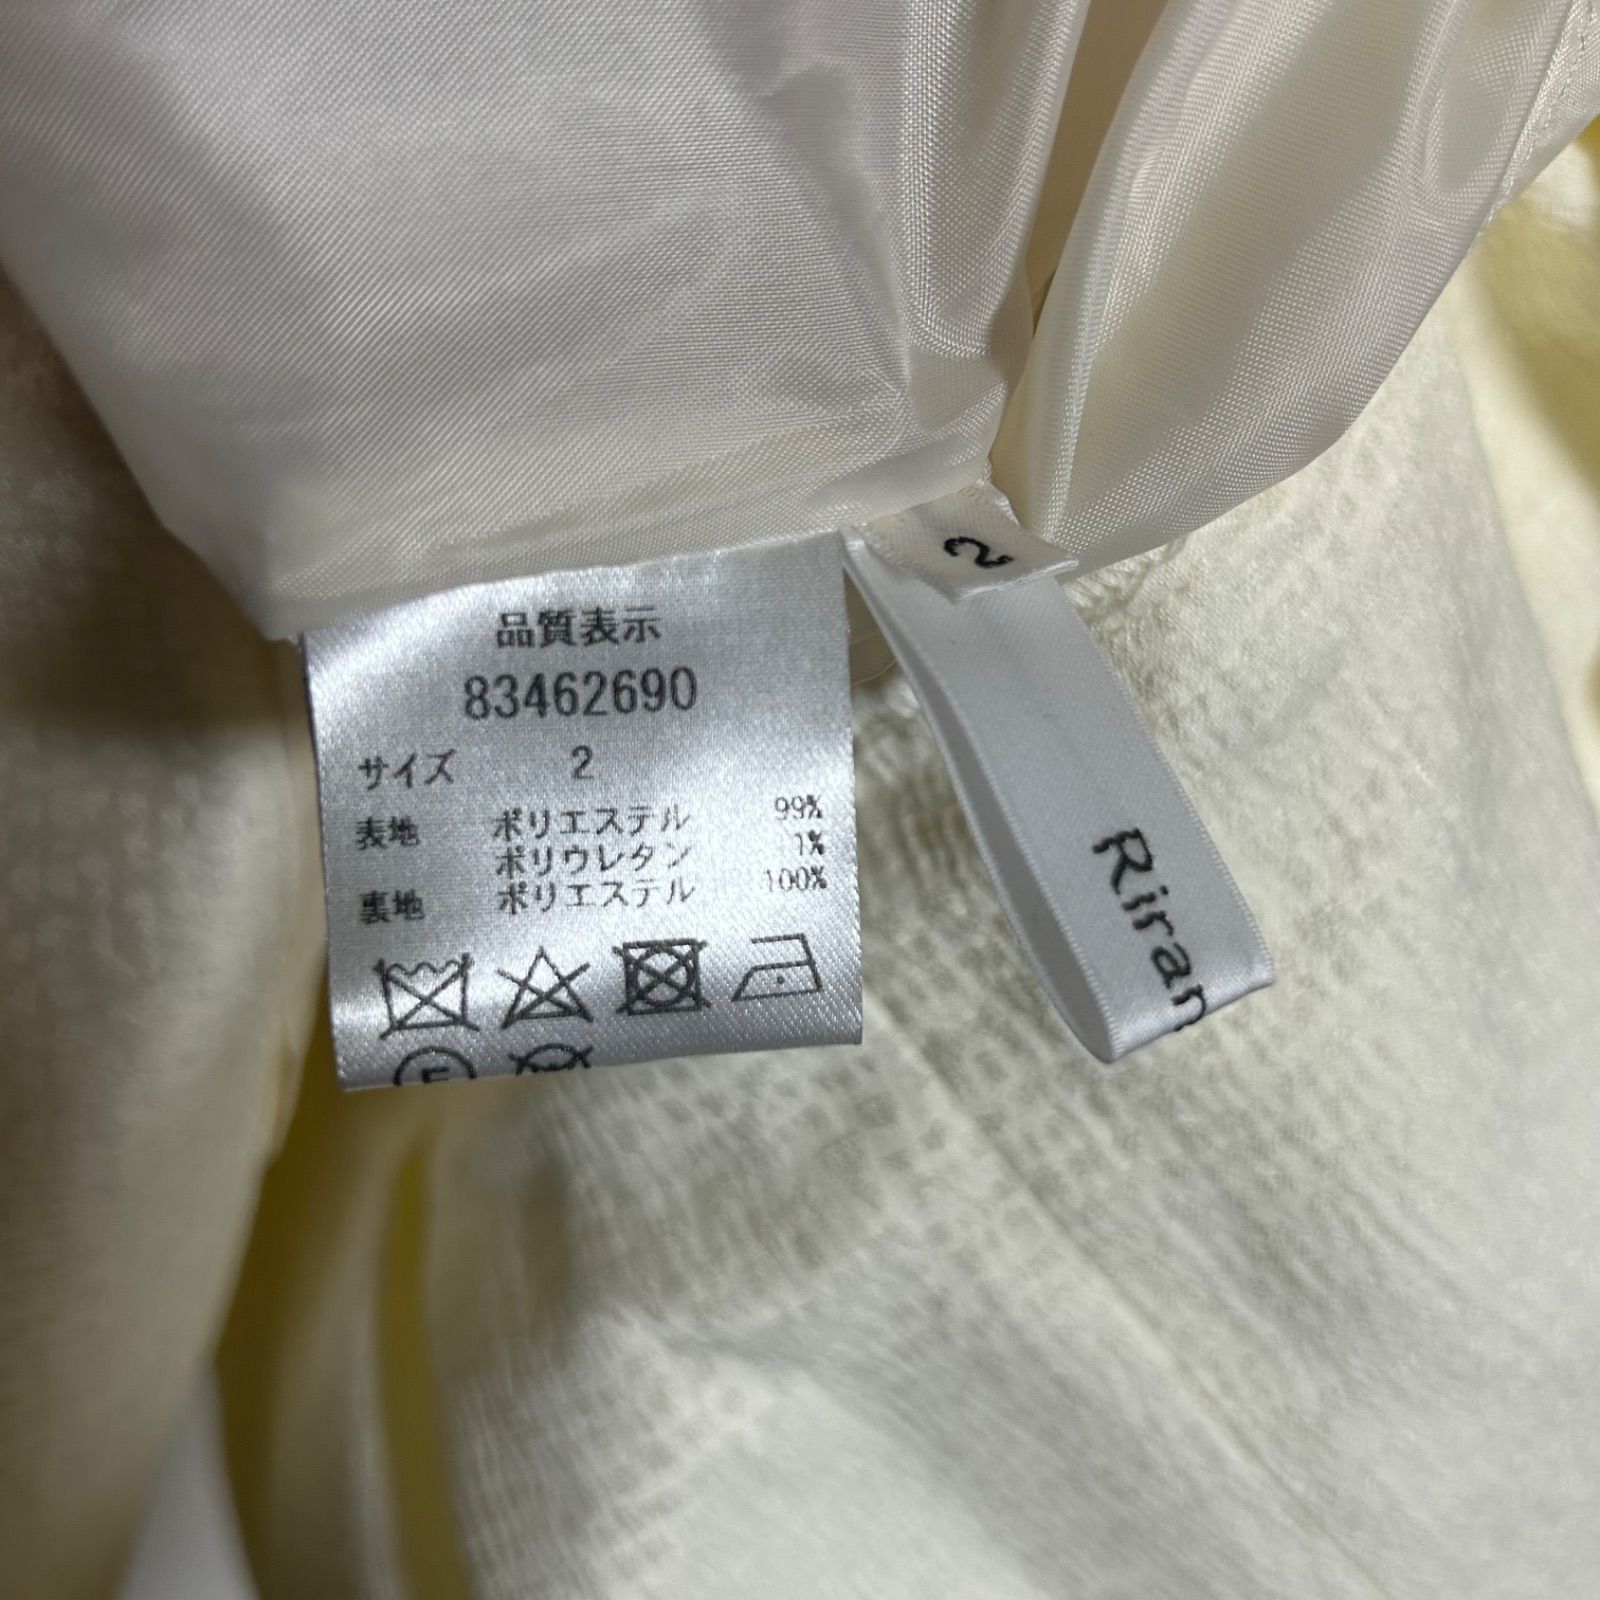 品質表示
83462690
サイズ 2
表地 ポリエステル 99%
ポリウレタン 1%
裏地 ポリエステル 100%
2
Riran